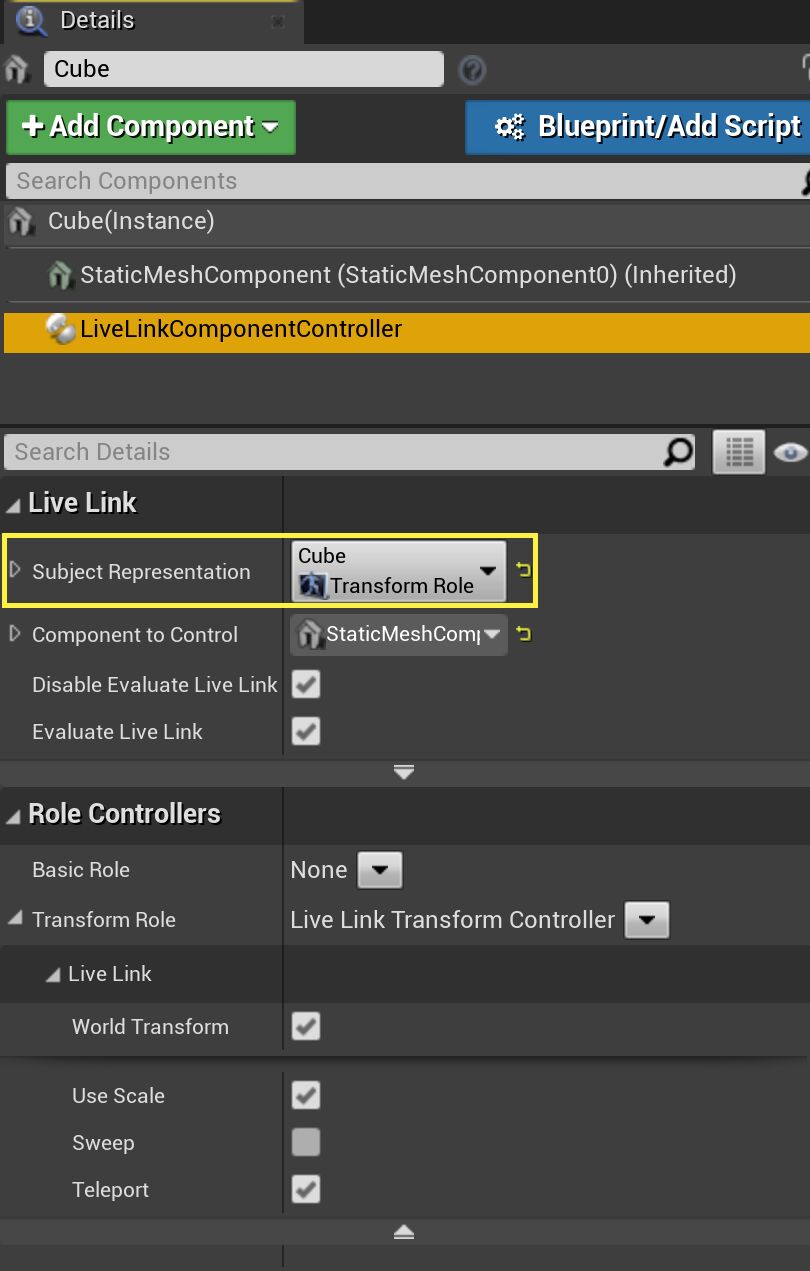 Details
Cube
Add Component
Blueprint/Add Script
Search Components
Cube(Instance)
StaticMeshComponent (StaticMeshComponent0) (Inherited)
LiveLinkComponentController
Search Details
Live Link
Subject Representation
Cube
Transform Role
Component to Control
StaticMeshComp
Disable Evaluate Live Link
Evaluate Live Link
Role Controllers
Basic Role
None
Transform Role
Live Link Transform Controller
Live Link
World Transform
Use Scale
Sweep
Teleport